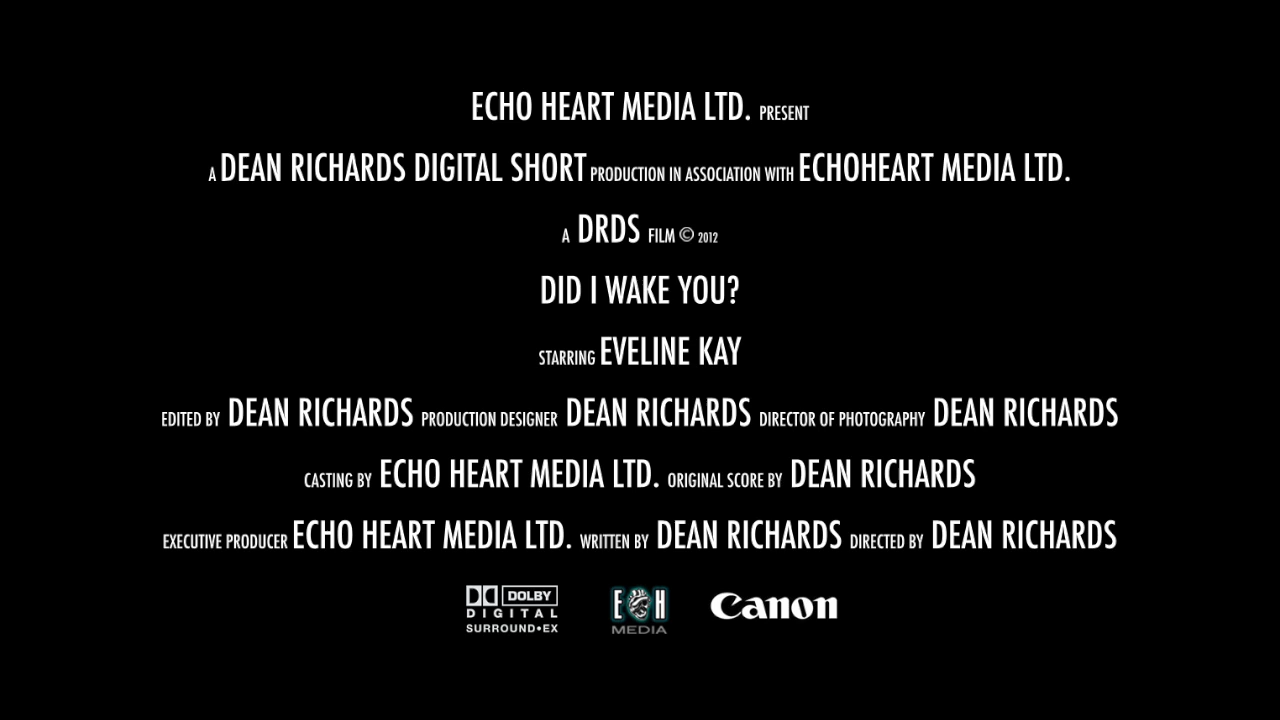 ECHO HEART MEDIA LTD. PRESENT
A DEAN RICHARDS DIGITAL SHORT PRODUCTION IN ASSOCIATION WITH ECHOHEART MEDIA LTD.
A DRDS FILM © 2012
DID I WAKE YOU?
STARRING EVELINE KAY
EDITED BY DEAN RICHARDS PRODUCTION DESIGNER DEAN RICHARDS DIRECTOR OF PHOTOGRAPHY DEAN RICHARDS
CASTING BY ECHO HEART MEDIA LTD. ORIGINAL SCORE BY DEAN RICHARDS
EXECUTIVE PRODUCER ECHO HEART MEDIA LTD. WRITTEN BY DEAN RICHARDS DIRECTED BY DEAN RICHARDS
DOLBY
DIGITAL
SURROUND•EX
E H
MEDIA
Canon